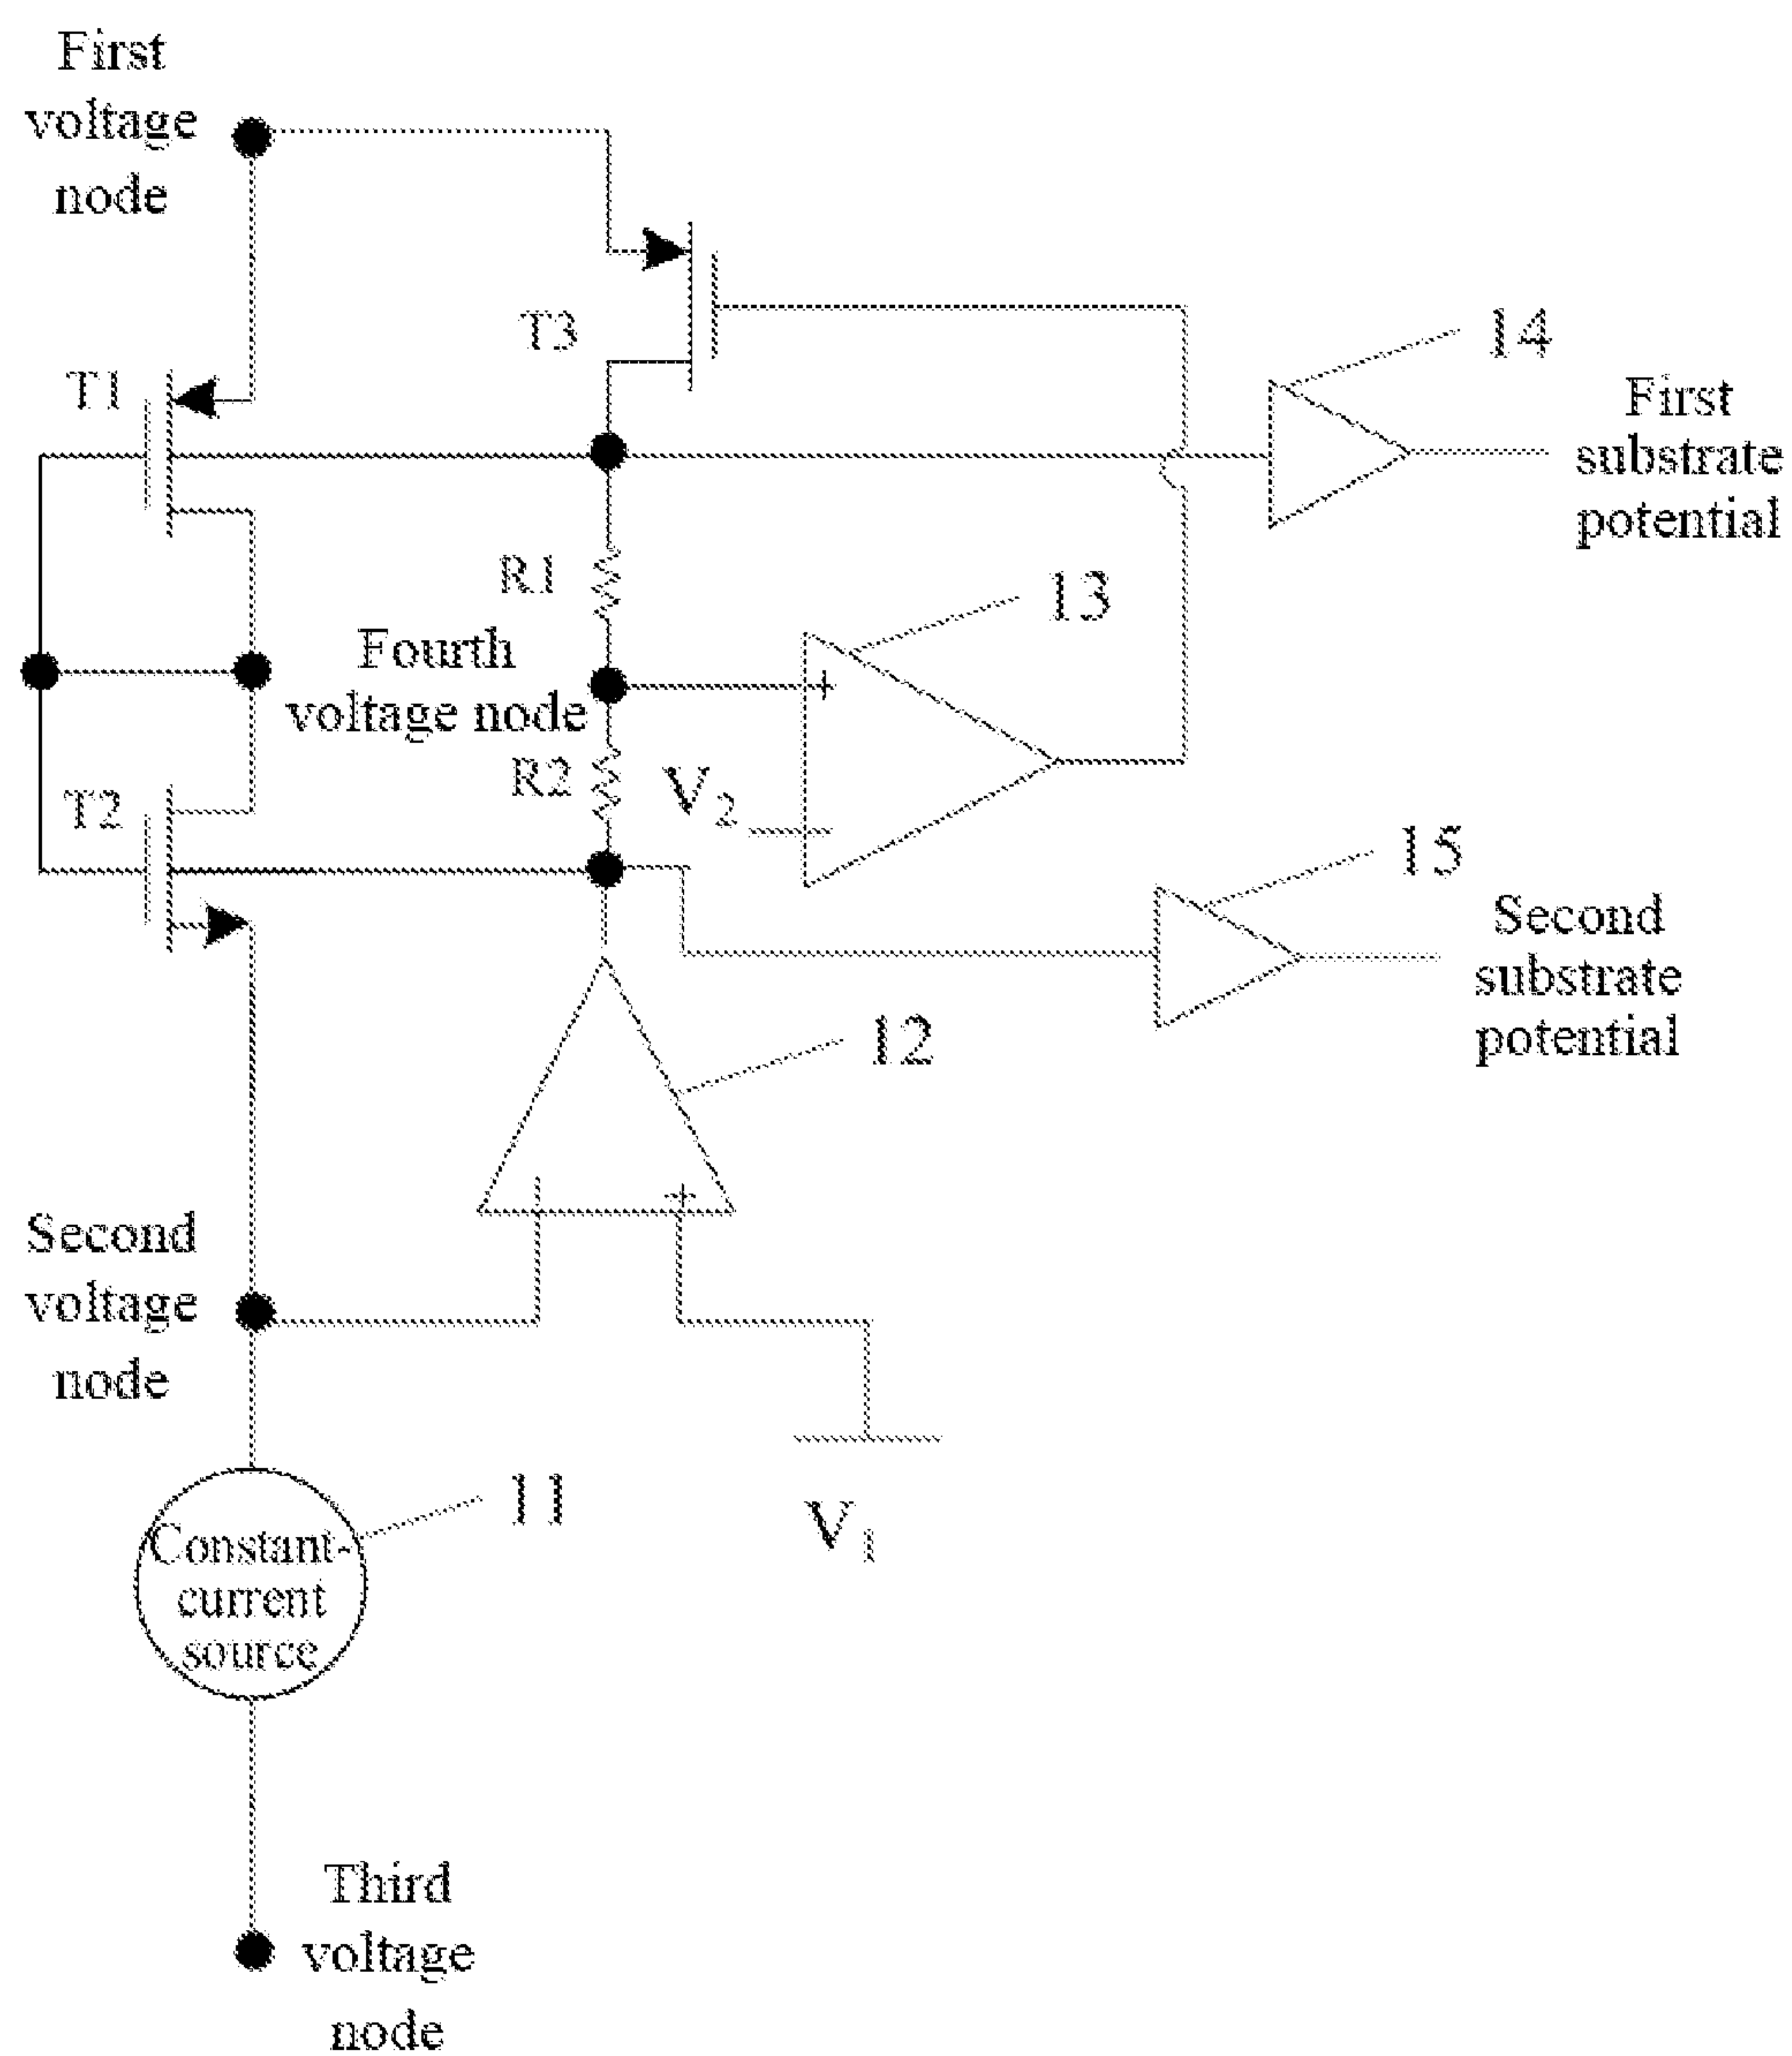 First
voltage
node
T3
14
T1
First
substrate
potential
R1
13
Fourth
voltage node
+
R2
V2
T2
15
Second
substrate
potential
12
Second
voltage
node
+
V1
11
Constant-
current
source
Third
voltage
node